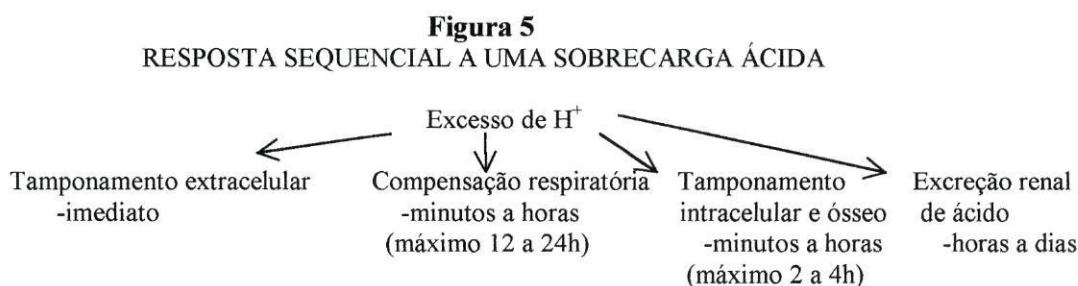 Figura 5
RESPOSTA SEQUENCIAL A UMA SOBRECARGA ÁCIDA
Excesso de H⁺
Tamponamento extracelular
-imediato
Compensação respiratória
-minutos a horas
(máximo 12 a 24h)
Tamponamento
intracelular e ósseo
-minutos a horas
(máximo 2 a 4h)
Excreção renal
de ácido
-horas a dias